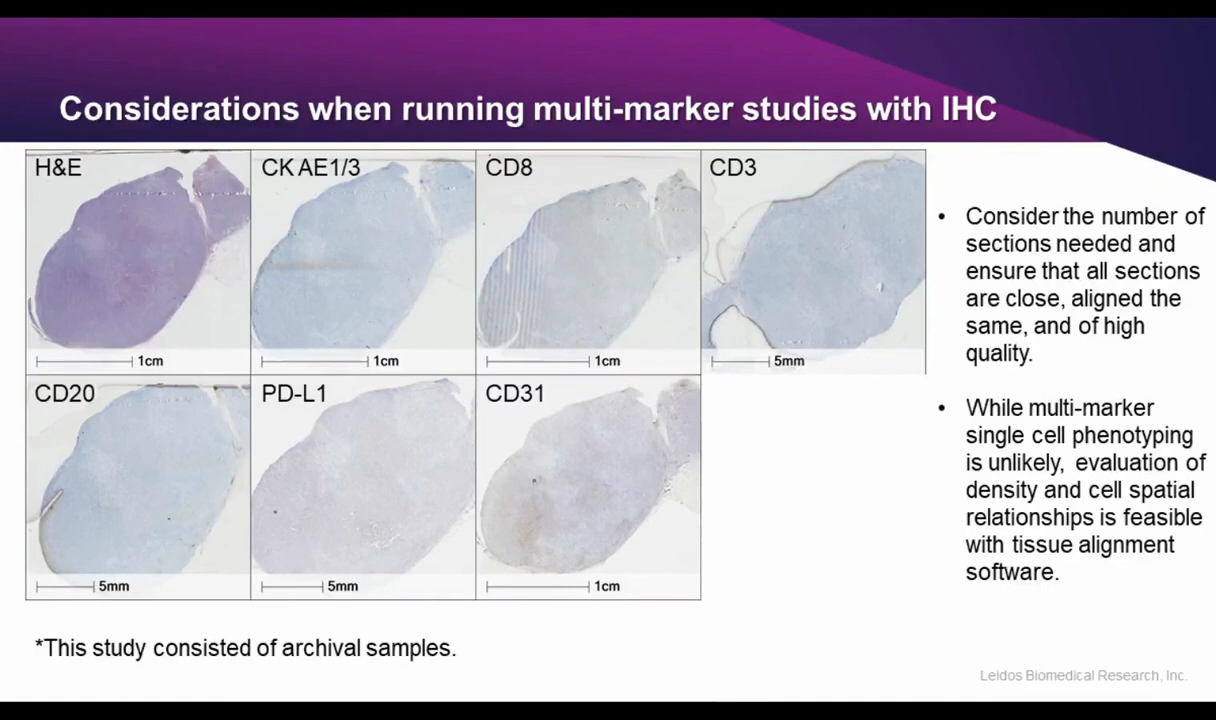 Considerations when running multi-marker studies with IHC
H&E
CK AE1/3
CD8
CD3
1cm
1cm
1cm
5mm
CD20
PD-L1
CD31
5mm
5mm
1cm
• Consider the number of
sections needed and
ensure that all sections
are close, aligned the
same, and of high
quality.
• While multi-marker
single cell phenotyping
is unlikely, evaluation of
density and cell spatial
relationships is feasible
with tissue alignment
software.
*This study consisted of archival samples.
Leidos Biomedical Research, Inc.